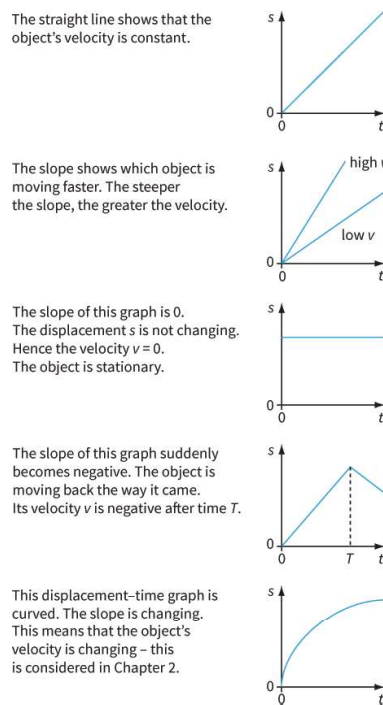 The straight line shows that the
object's velocity is constant.
s
0
0
t
The slope shows which object is
moving faster. The steeper
the slope, the greater the velocity.
s
high v
low v
0
0
t
The slope of this graph is 0.
The displacement s is not changing.
Hence the velocity v = 0.
The object is stationary.
s
0
0
t
The slope of this graph suddenly
becomes negative. The object is
moving back the way it came.
Its velocity v is negative after time T.
s
0
0
T
t
This displacement–time graph is
curved. The slope is changing.
This means that the object's
velocity is changing – this
is considered in Chapter 2.
s
0
0
t